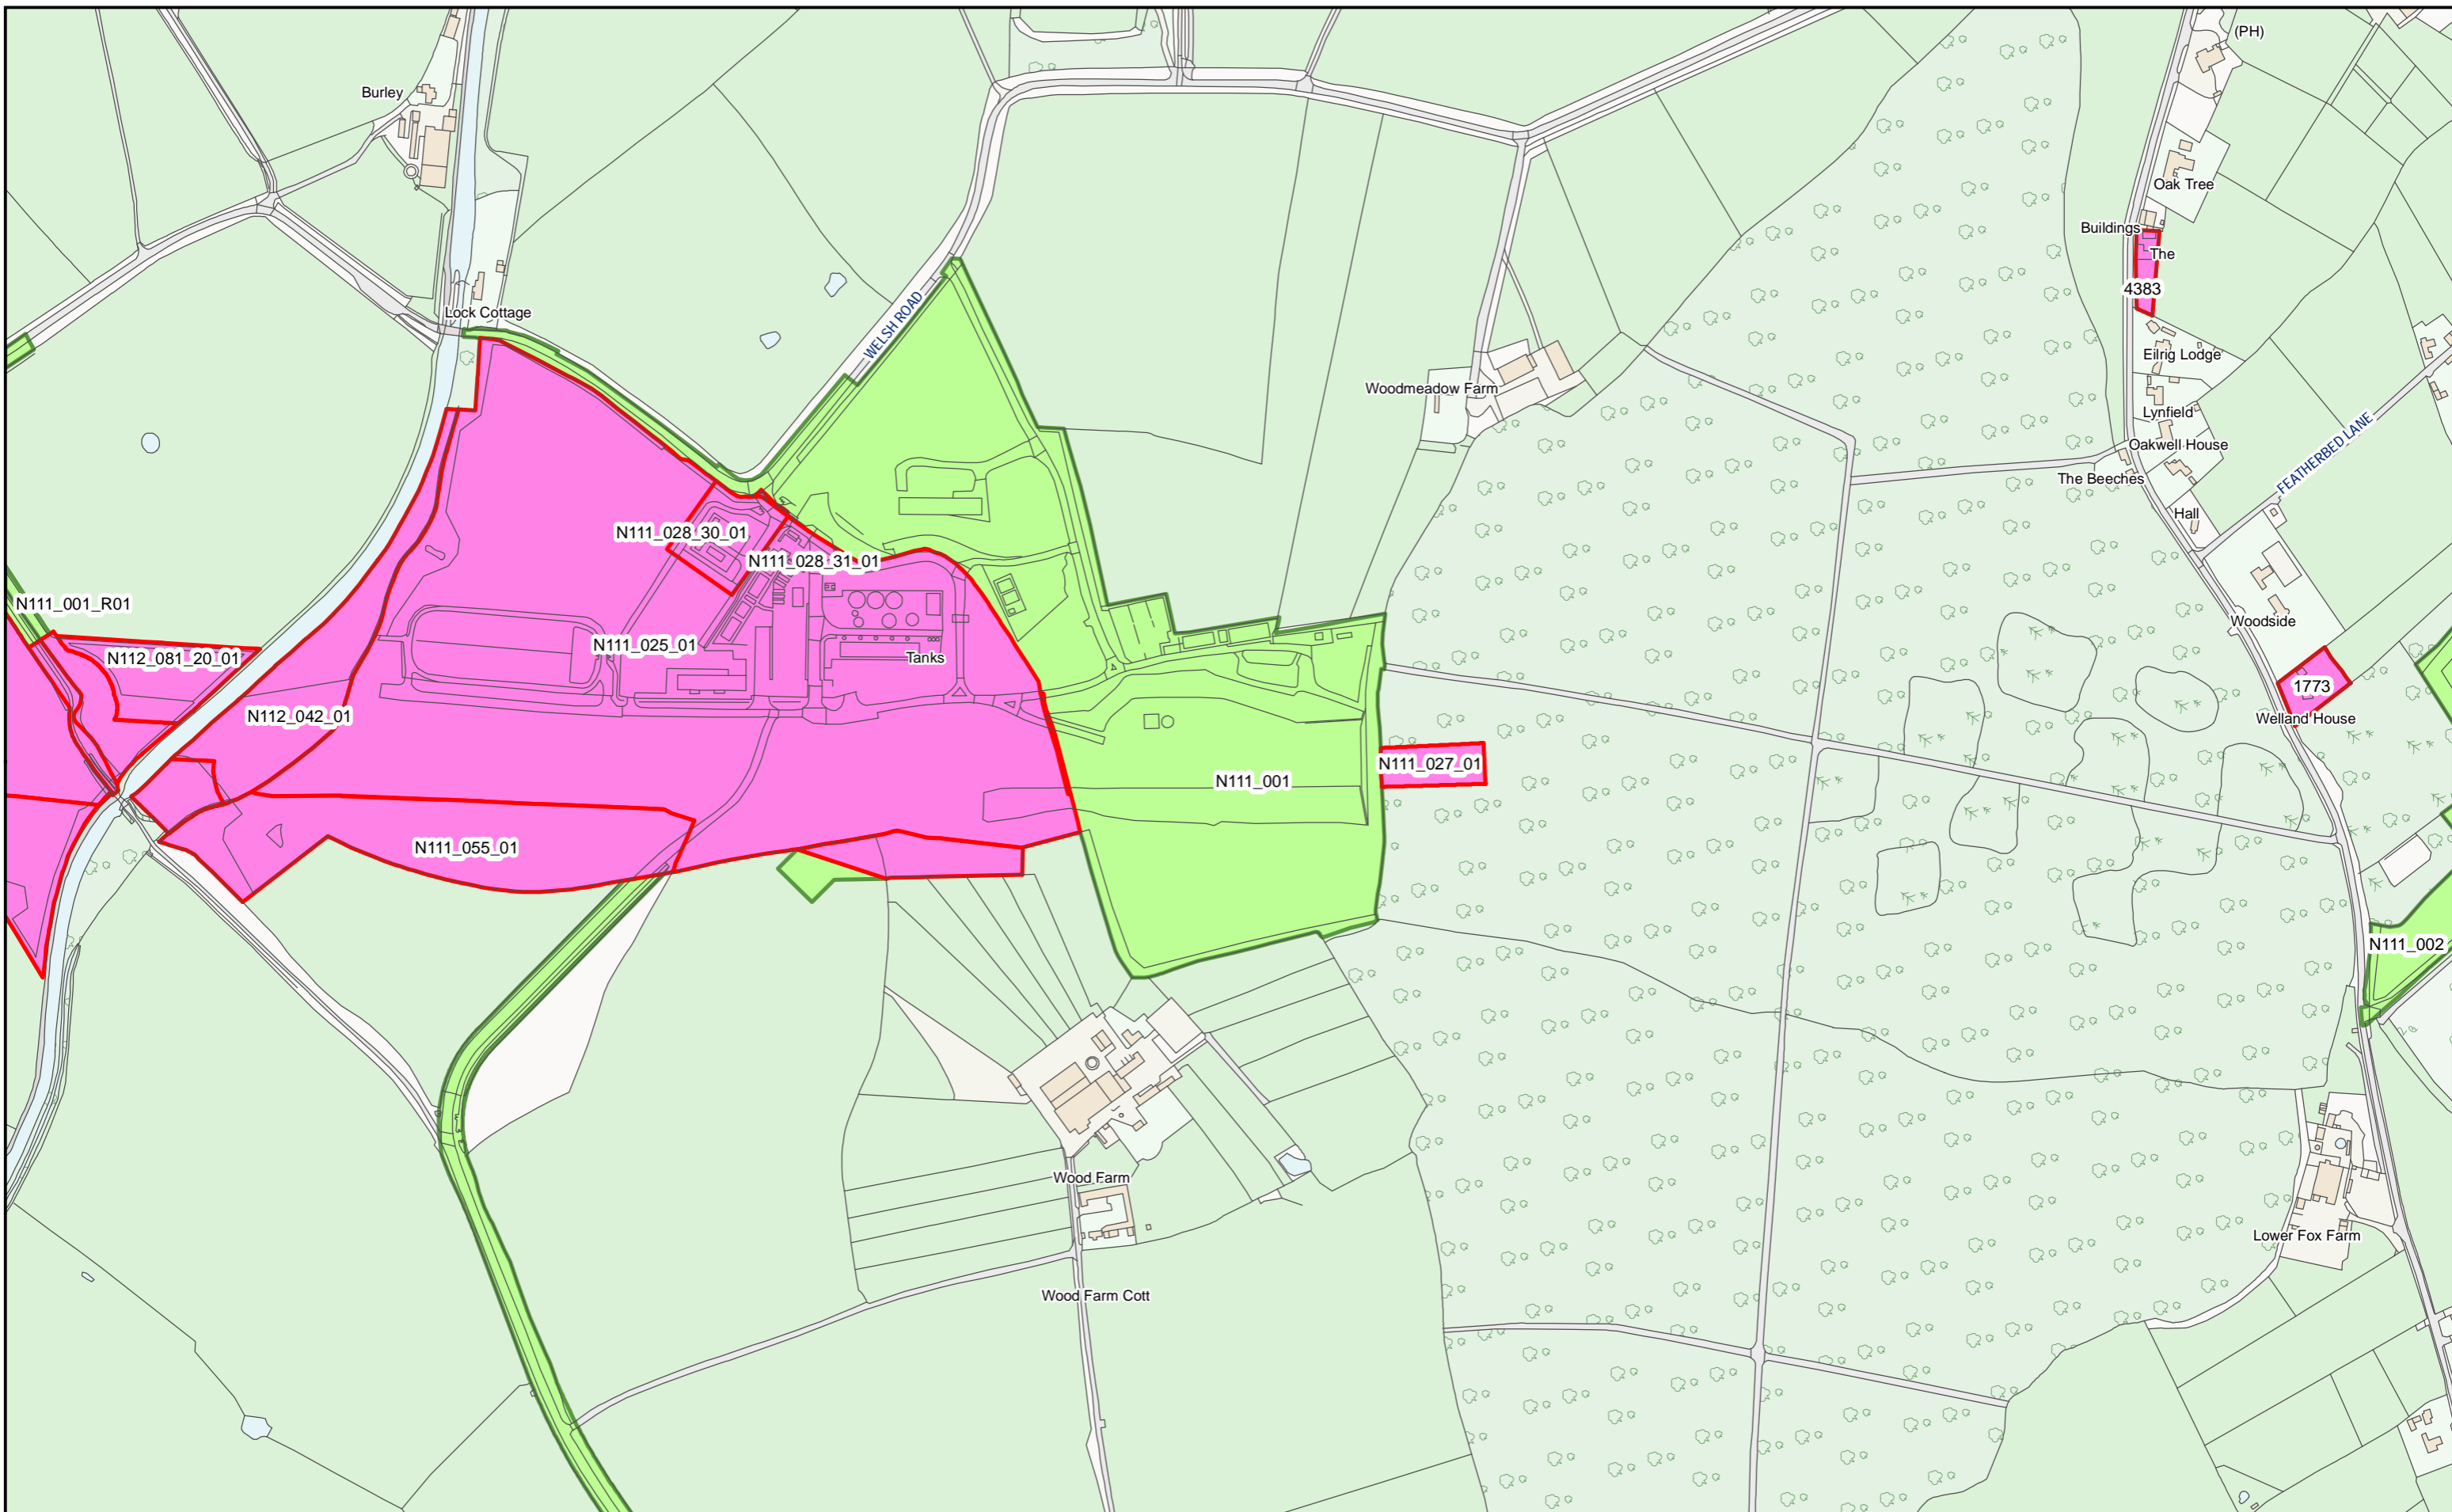 (PH)
Burley
Oak Tree
Buildings
The
4383
Lock Cottage
WELSH ROAD
Eilrig Lodge
Woodmeadow Farm
Lynfield
Oakwell House
FEATHERBED LANE
The Beeches
Hall
N111_028_30_01
N111_028_31_01
N111_001_R01
Woodside
N111_025_01
Tanks
N112_081_20_01
1773
N112_042_01
Welland House
N111_027_01
N111_001
N111_055_01
N111_002
Wood Farm
Lower Fox Farm
Wood Farm Cott